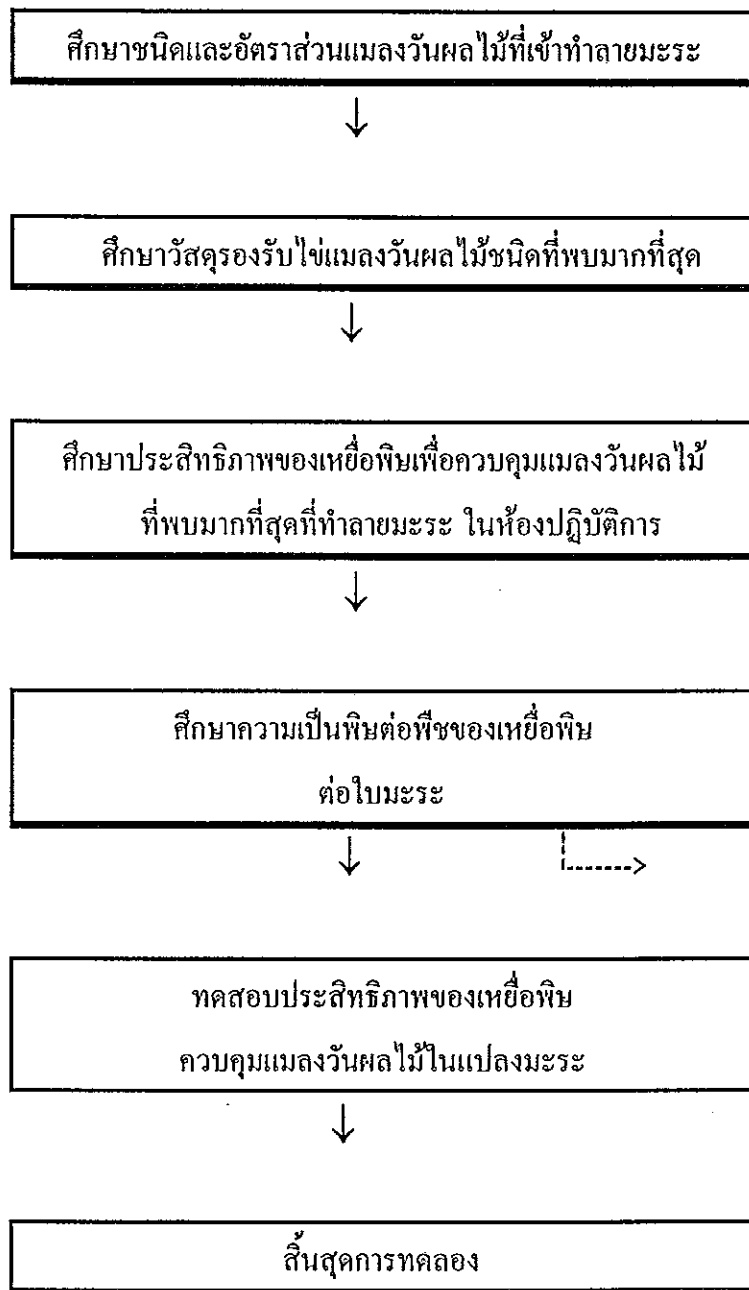 ศึกษาชนิดและอัตราส่วนแมลงวันผลไม้ที่เข้าทำลายมะระ
ศึกษาวัสดุรองรับไข่แมลงวันผลไม้ชนิดที่พบมากที่สุด
ศึกษาประสิทธิภาพของเหยื่อพิษเพื่อควบคุมแมลงวันผลไม้
ที่พบมากที่สุดที่ทำลายมะระ ในห้องปฏิบัติการ
ศึกษาความเป็นพิษต่อพืชของเหยื่อพิษ
ต่อใบมะระ
ทดสอบประสิทธิภาพของเหยื่อพิษ
ควบคุมแมลงวันผลไม้ในแปลงมะระ
สิ้นสุดการทดลอง